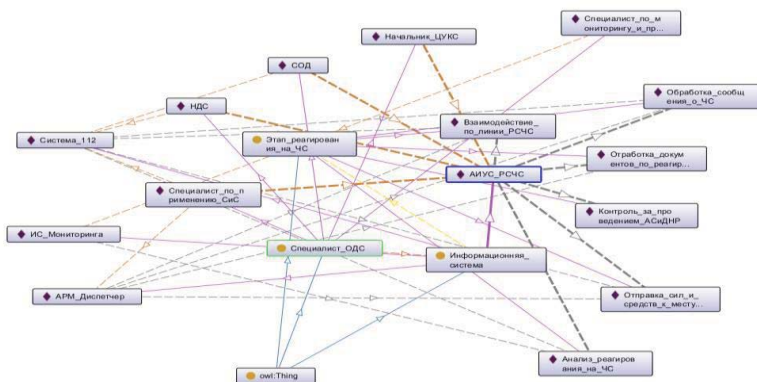 Специалист_по_м
ониторингу_и_пр...
Начальник_ЦУКС
СОД
Обработка_сообщ
ения_о_ЧС
НДС
Взаимодействие_
по_линии_РСЧС
Система_112
Этап_реагирован
ия_на_ЧС
Отработка_докум
ентов_по_реагир...
АИУС_РСЧС
Специалист_по_п
рименению_СиС
Контроль_за_про
ведением_АСиДНР
ИС_Мониторинга
Специалист_ОДС
Информационняя_
система
АРМ_Диспетчер
Отправка_сил_и_
средств_к_месту...
Анализ_реагиров
ания_на_ЧС
owl:Thing